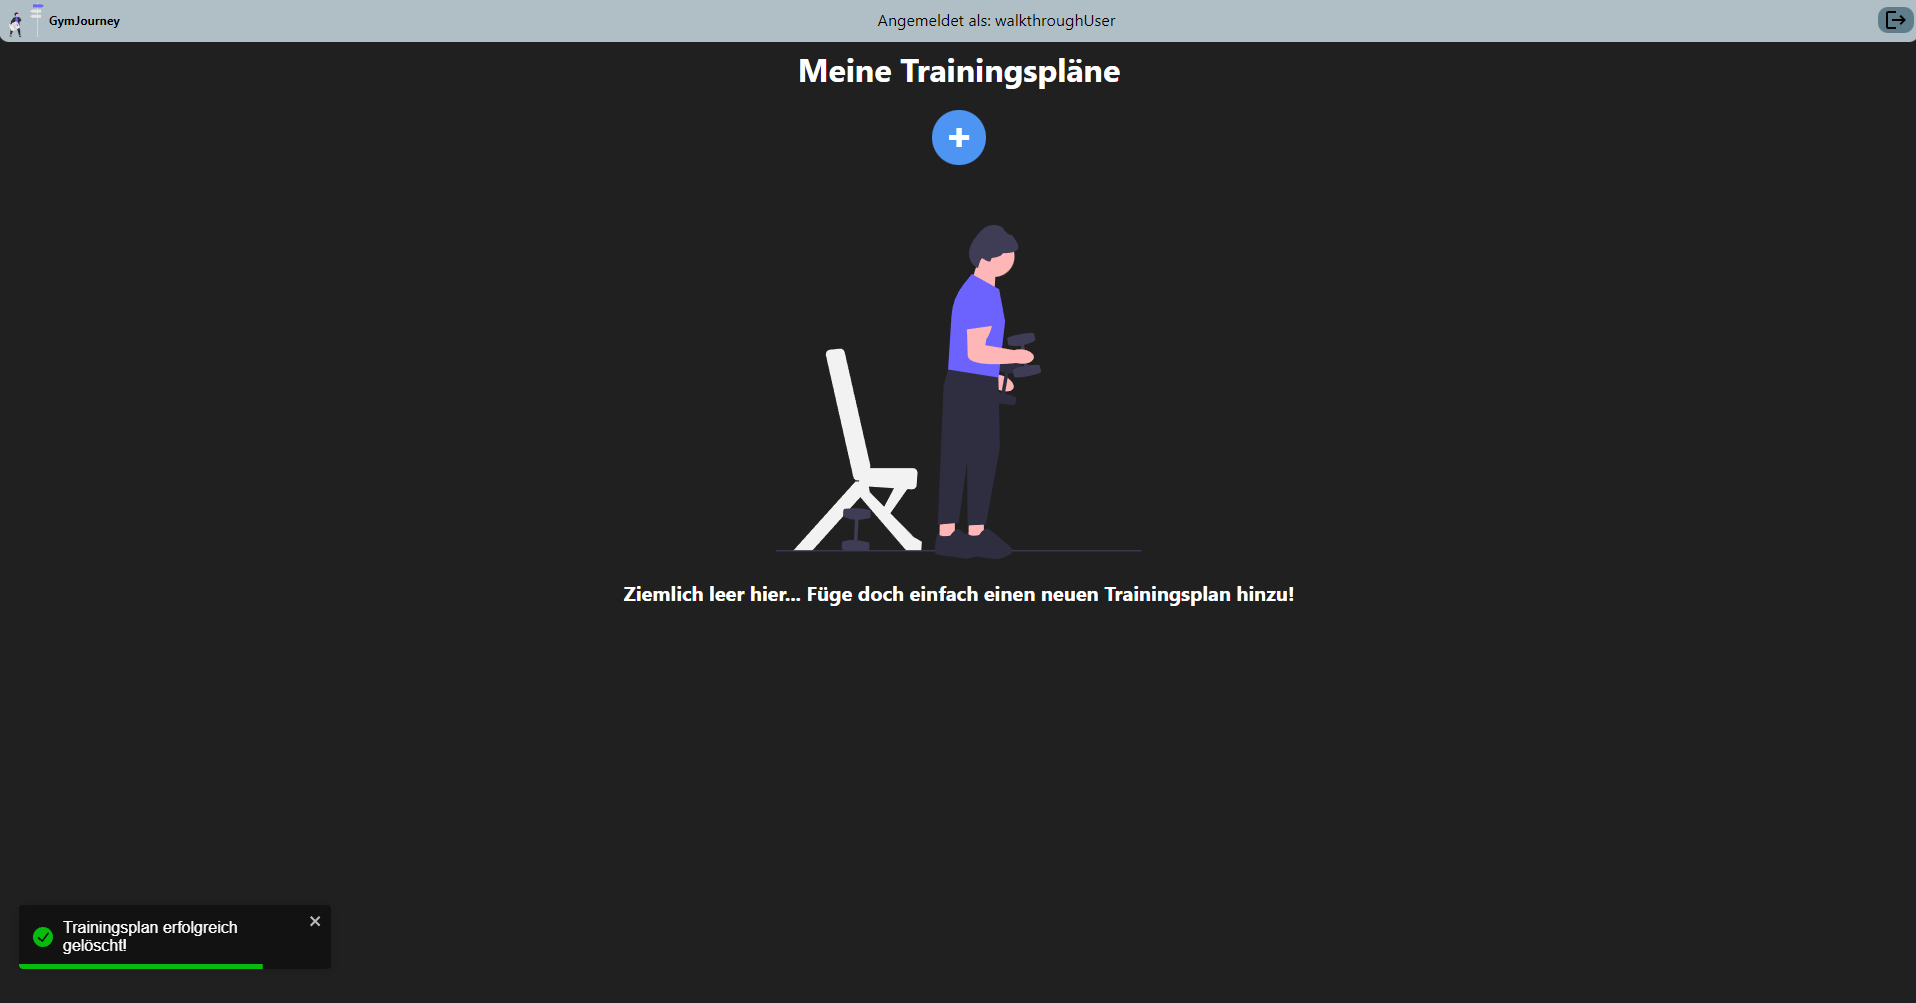 GymJourney
Angemeldet als: walkthroughUser
Meine Trainingspläne
Ziemlich leer hier... Füge doch einfach einen neuen Trainingsplan hinzu!
Trainingsplan erfolgreich
gelöscht!